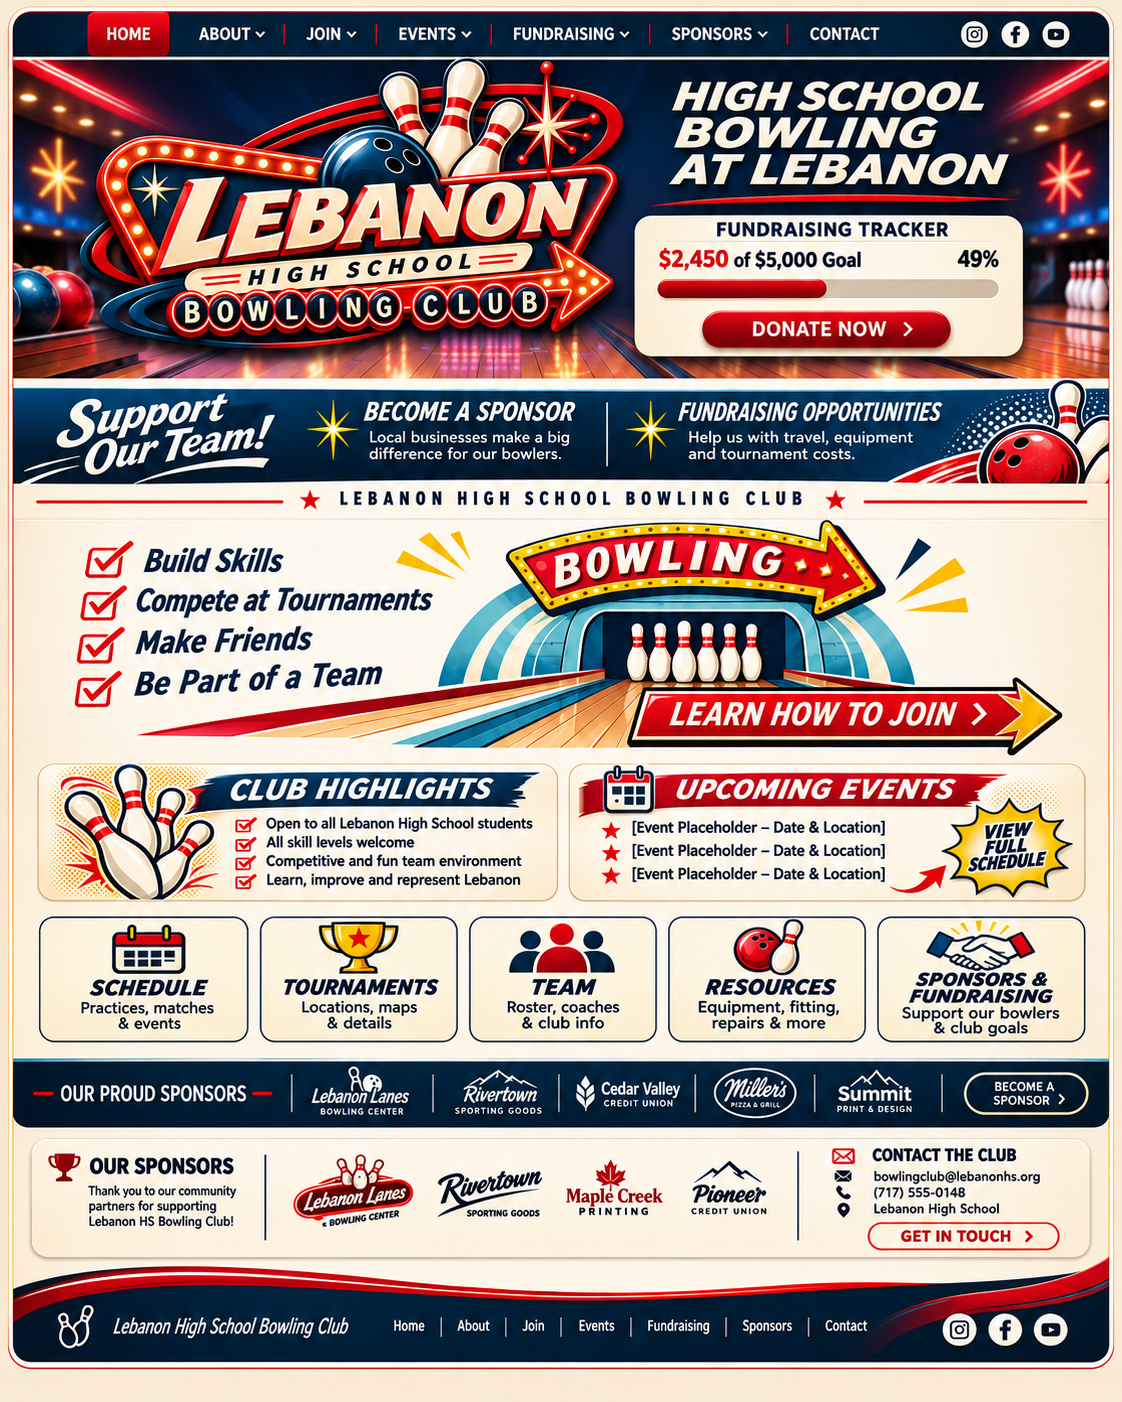 HOME
ABOUT
JOIN
EVENTS
FUNDRAISING
SPONSORS
CONTACT
LEBANON
HIGH SCHOOL
BOWLING CLUB
HIGH SCHOOL
BOWLING
AT LEBANON
FUNDRAISING TRACKER
$2,450 of $5,000 Goal 49%
DONATE NOW
Support
Our Team!
BECOME A SPONSOR
Local businesses make a big
difference for our bowlers.
FUNDRAISING OPPORTUNITIES
Help us with travel, equipment
and tournament costs.
LEBANON HIGH SCHOOL BOWLING CLUB
Build Skills
Compete at Tournaments
Make Friends
Be Part of a Team
BOWLING
LEARN HOW TO JOIN
CLUB HIGHLIGHTS
Open to all Lebanon High School students
All skill levels welcome
Competitive and fun team environment
Learn, improve and represent Lebanon
UPCOMING EVENTS
[Event Placeholder – Date & Location]
[Event Placeholder – Date & Location]
[Event Placeholder – Date & Location]
VIEW
FULL
SCHEDULE
SCHEDULE
Practices, matches
& events
TOURNAMENTS
Locations, maps
& details
TEAM
Roster, coaches
& club info
RESOURCES
Equipment, fitting,
repairs & more
SPONSORS &
FUNDRAISING
Support our bowlers
& club goals
OUR PROUD SPONSORS
Lebanon Lanes
BOWLING CENTER
Rivertown
SPORTING GOODS
Cedar Valley
CREDIT UNION
Miller's
PIZZA & GRILL
Summit
PRINT & DESIGN
BECOME A
SPONSOR
OUR SPONSORS
Thank you to our community
partners for supporting
Lebanon HS Bowling Club!
Lebanon Lanes
BOWLING CENTER
Rivertown
SPORTING GOODS
Maple Creek
PRINTING
Pioneer
CREDIT UNION
CONTACT THE CLUB
bowlingclub@lebanonhs.org
(717) 555-0148
Lebanon High School
GET IN TOUCH
Lebanon High School Bowling Club
Home
About
Join
Events
Fundraising
Sponsors
Contact